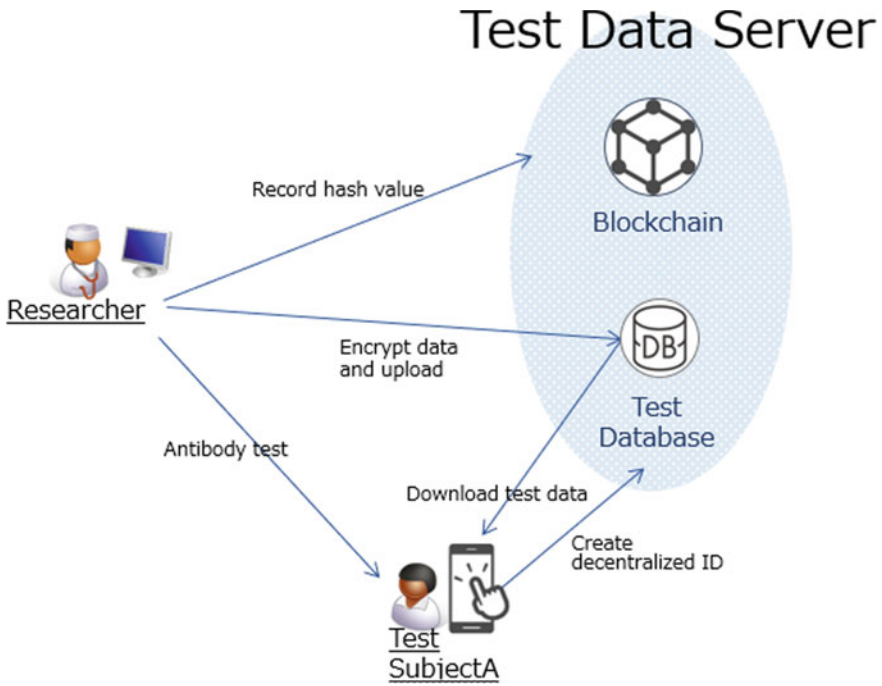 Test Data Server
Record hash value
Blockchain
Researcher
Encrypt data
and upload
DB
Test
Database
Antibody test
Download test data
Create
decentralized ID
Test
SubjectA